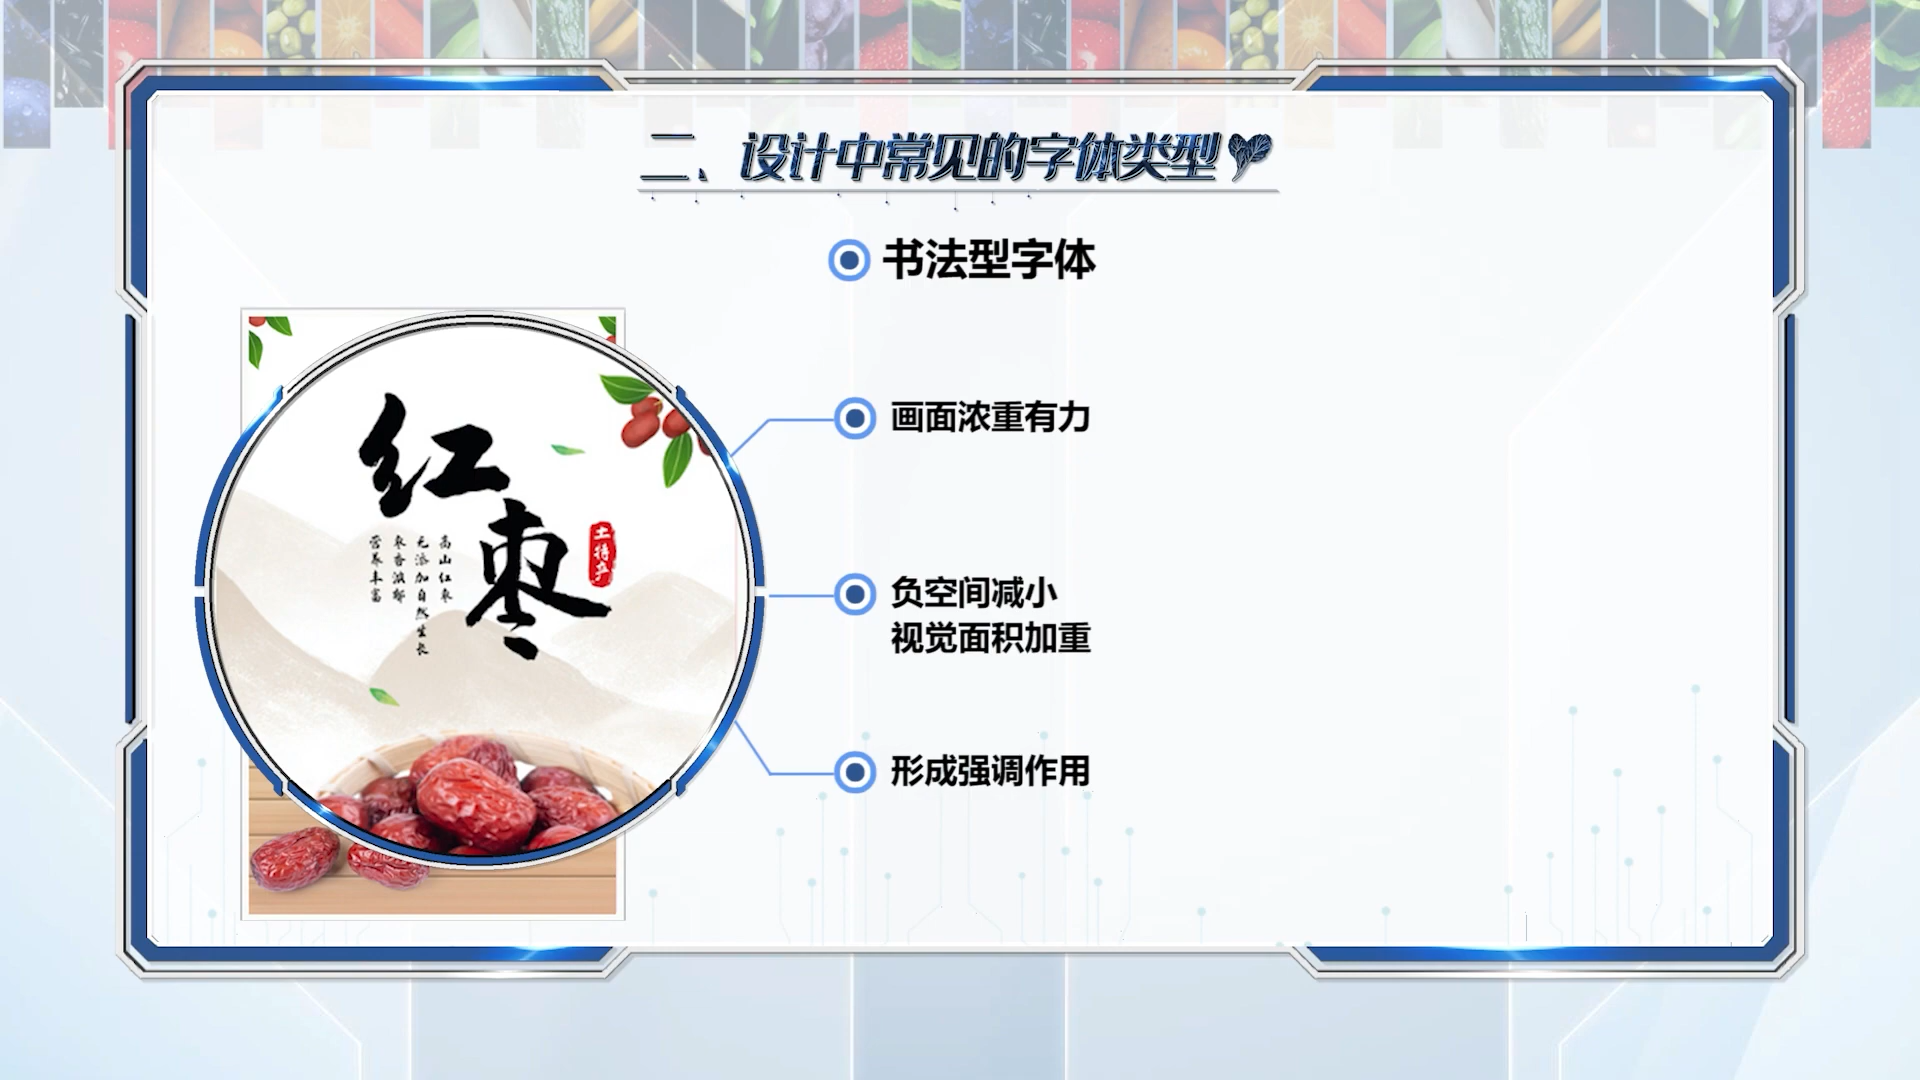 二、设计中常见的字体类型
书法型字体
红枣
土特产
高山红枣
无添加自然生长
枣香浓郁
营养丰富
画面浓重有力
负空间减小
视觉面积加重
形成强调作用